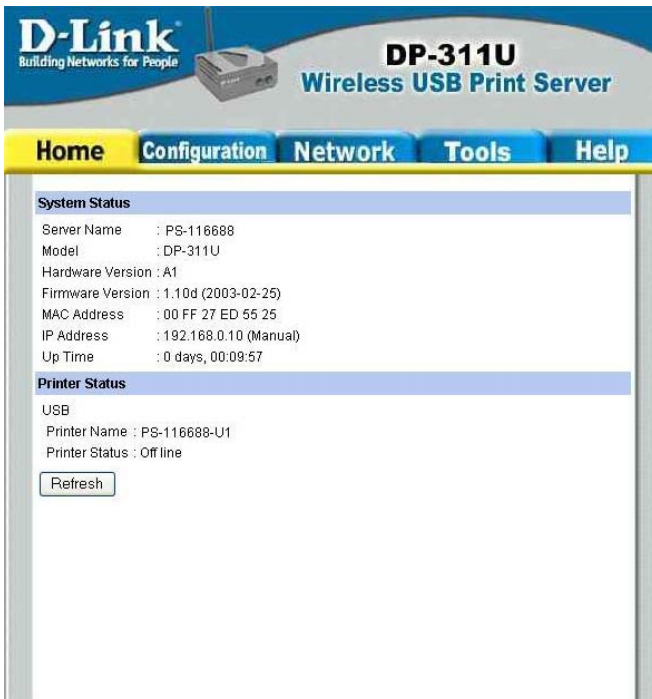 D-Link
Building Networks for People
DP-311U
Wireless USB Print Server
Home Configuration Network Tools Help
System Status
Server Name : PS-116688
Model : DP-311U
Hardware Version : A1
Firmware Version : 1.10d (2003-02-25)
MAC Address : 00 FF 27 ED 55 25
IP Address : 192.168.0.10 (Manual)
Up Time : 0 days, 00:09:57
Printer Status
USB
Printer Name : PS-116688-U1
Printer Status : Off line
Refresh